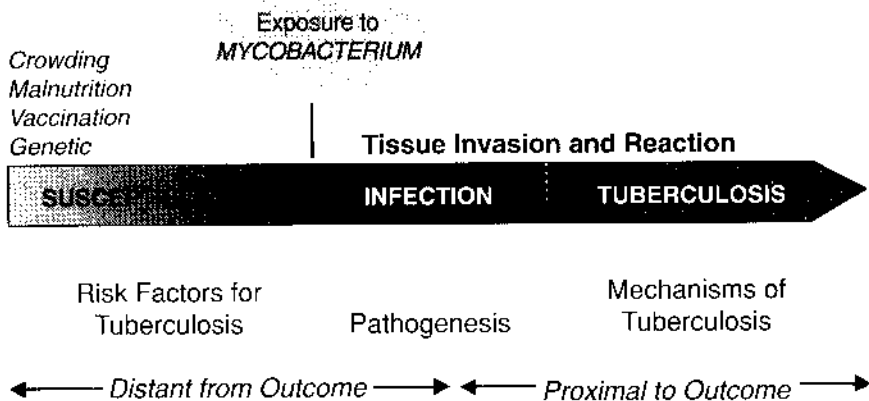 Exposure to
MYCOBACTERIUM
Crowding
Malnutrition
Vaccination
Genetic
Tissue Invasion and Reaction
INFECTION
TUBERCULOSIS
Risk Factors for
Tuberculosis
Pathogenesis
Mechanisms of
Tuberculosis
Distant from Outcome
Proximal to Outcome